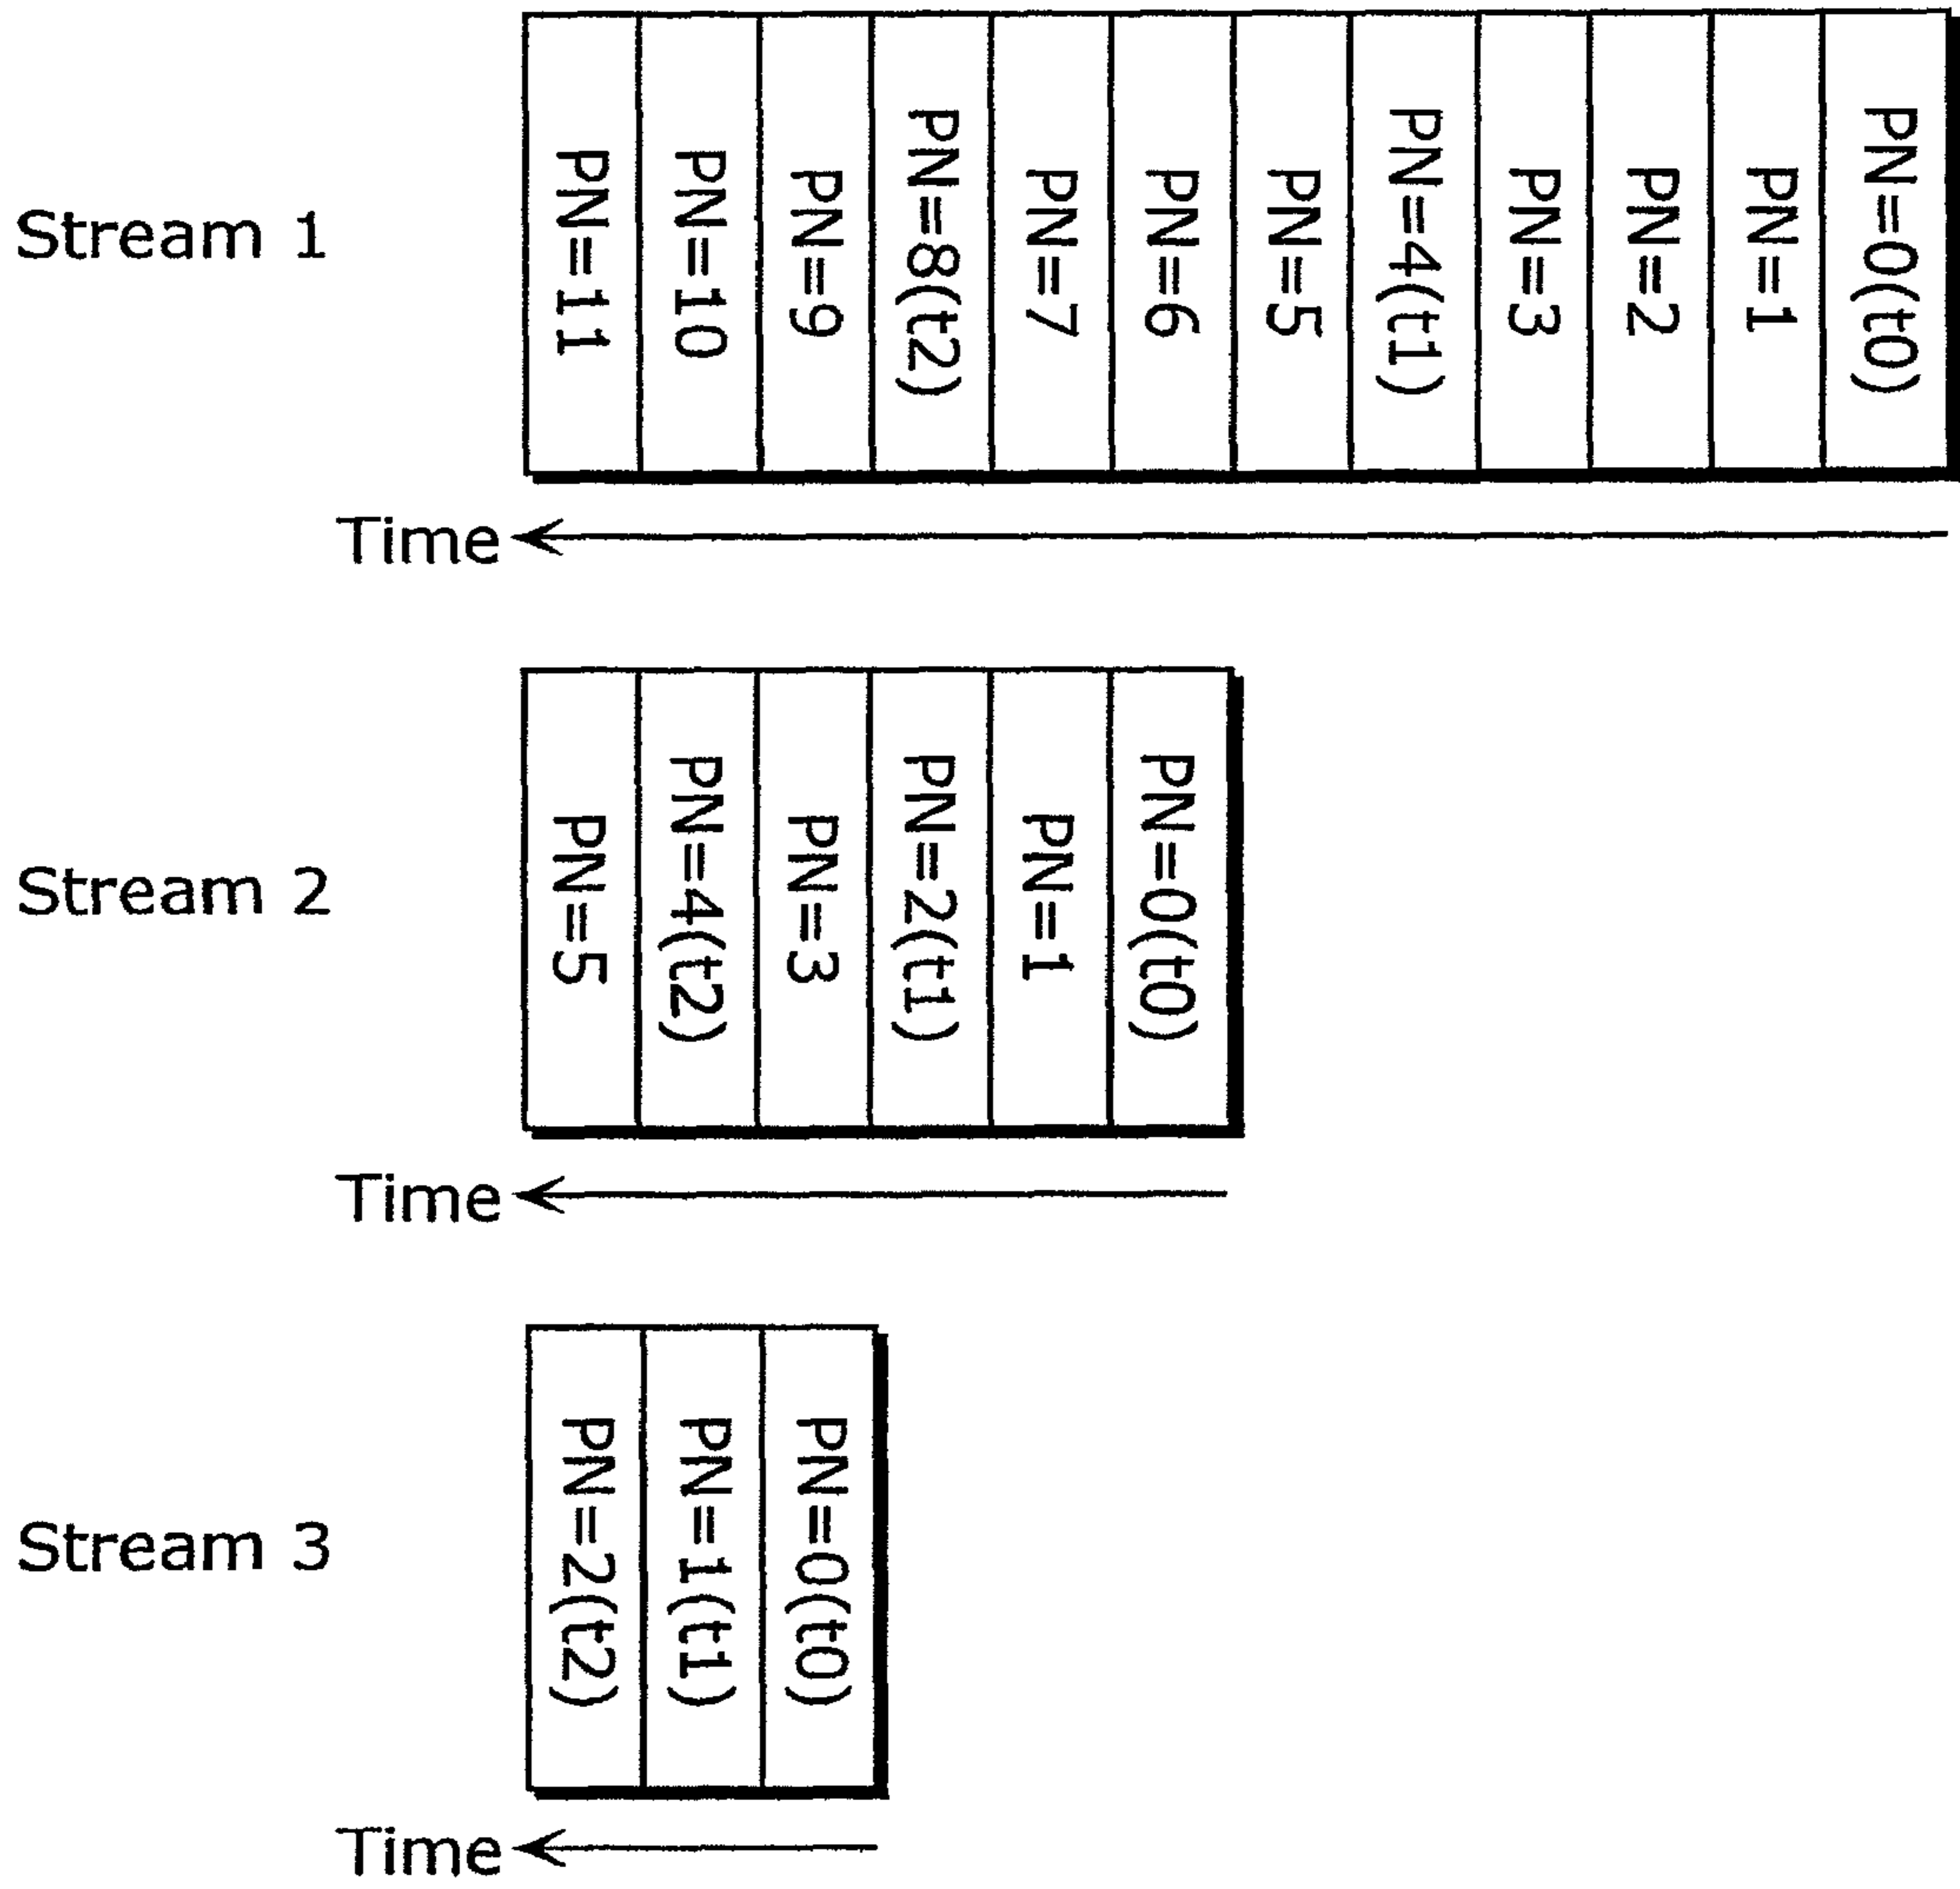 Stream 1
PN=11
PN=10
PN=9
PN=8(t2)
PN=7
PN=6
PN=5
PN=4(t1)
PN=3
PN=2
PN=1
PN=0(t0)
Time
Stream 2
PN=5
PN=4(t2)
PN=3
PN=2(t1)
PN=1
PN=0(t0)
Time
Stream 3
PN=2(t2)
PN=1(t1)
PN=0(t0)
Time